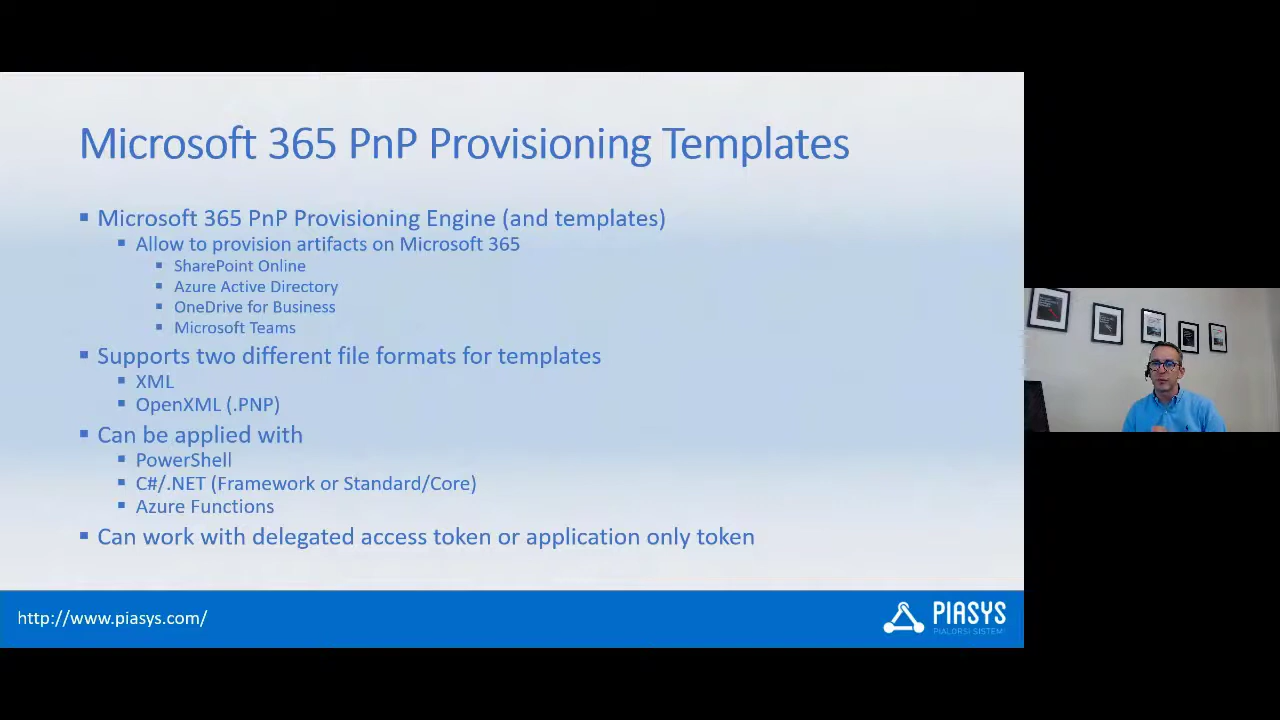 Microsoft 365 PnP Provisioning Templates
Microsoft 365 PnP Provisioning Engine (and templates)
Allow to provision artifacts on Microsoft 365
SharePoint Online
Azure Active Directory
OneDrive for Business
Microsoft Teams
Supports two different file formats for templates
XML
OpenXML (.PNP)
Can be applied with
PowerShell
C#/.NET (Framework or Standard/Core)
Azure Functions
Can work with delegated access token or application only token
http://www.piasys.com/
PIASYS
PIALORSI SISTEMI